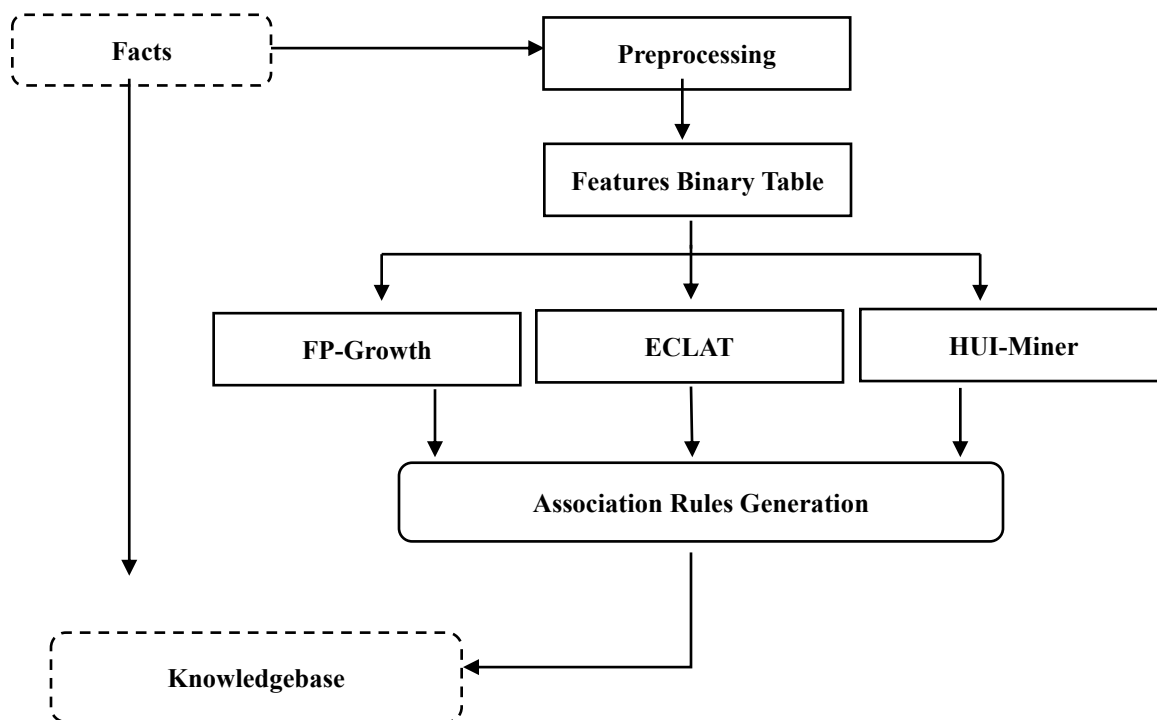 Facts
Preprocessing
Features Binary Table
FP-Growth
ECLAT
HUI-Miner
Association Rules Generation
Knowledgebase